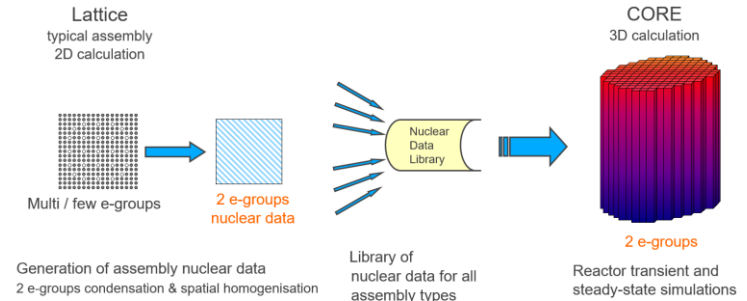 Lattice
typical assembly
2D calculation
Multi / few e-groups
2 e-groups
nuclear data
Generation of assembly nuclear data
2 e-groups condensation & spatial homogenisation
Nuclear
Data
Library
Library of
nuclear data for all
assembly types
CORE
3D calculation
2 e-groups
Reactor transient and
steady-state simulations